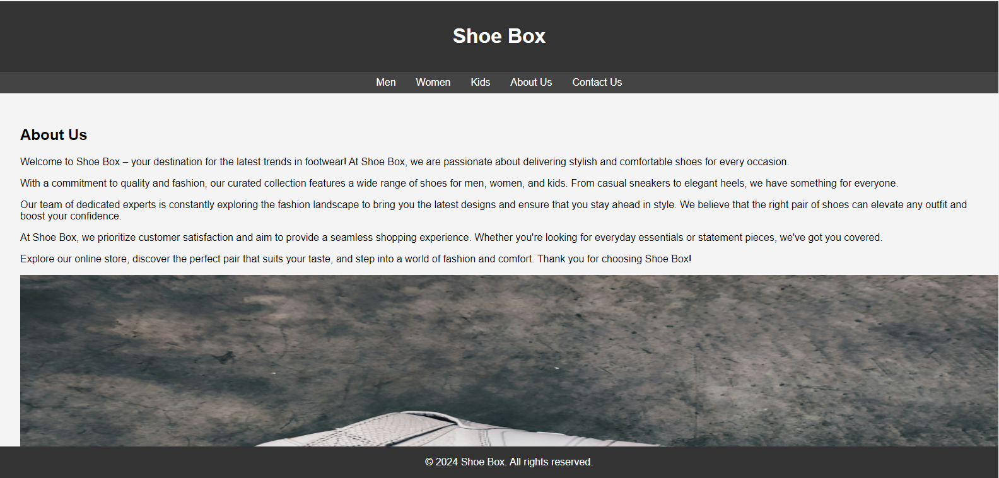 Shoe Box
Men Women Kids About Us Contact Us
About Us
Welcome to Shoe Box – your destination for the latest trends in footwear! At Shoe Box, we are passionate about delivering stylish and comfortable shoes for every occasion.
With a commitment to quality and fashion, our curated collection features a wide range of shoes for men, women, and kids. From casual sneakers to elegant heels, we have something for everyone.
Our team of dedicated experts is constantly exploring the fashion landscape to bring you the latest designs and ensure that you stay ahead in style. We believe that the right pair of shoes can elevate any outfit and
boost your confidence.
At Shoe Box, we prioritize customer satisfaction and aim to provide a seamless shopping experience. Whether you're looking for everyday essentials or statement pieces, we've got you covered.
Explore our online store, discover the perfect pair that suits your taste, and step into a world of fashion and comfort. Thank you for choosing Shoe Box!
© 2024 Shoe Box. All rights reserved.